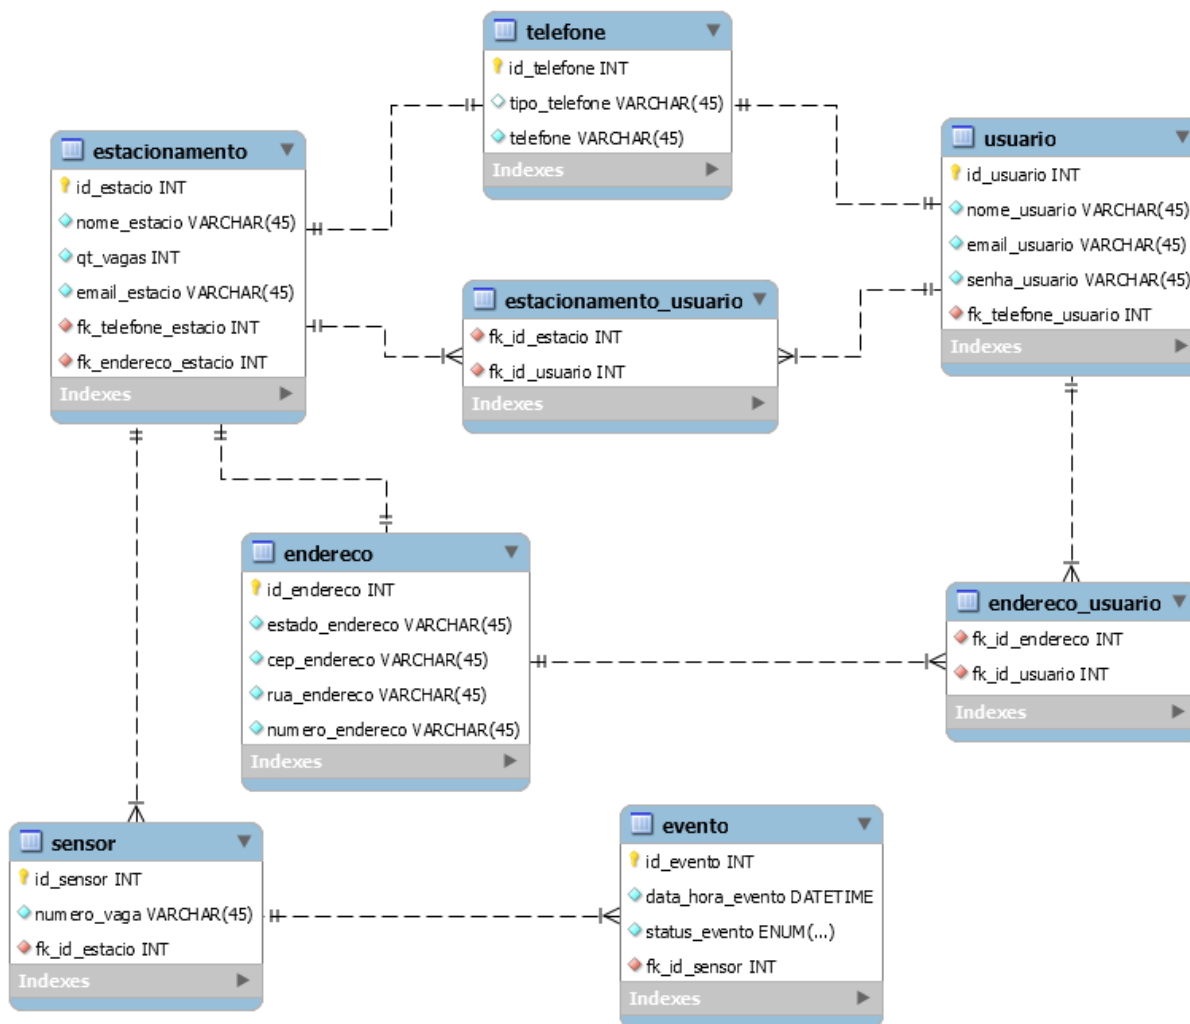 telefone
id_telefone INT
tipo_telefone VARCHAR(45)
telefone VARCHAR(45)
Indexes
estacionamento
id_estacio INT
nome_estacio VARCHAR(45)
qt_vagas INT
email_estacio VARCHAR(45)
fk_telefone_estacio INT
fk_endereco_estacio INT
Indexes
usuario
id_usuario INT
nome_usuario VARCHAR(45)
email_usuario VARCHAR(45)
senha_usuario VARCHAR(45)
fk_telefone_usuario INT
Indexes
estacionamento_usuario
fk_id_estacio INT
fk_id_usuario INT
Indexes
endereco
id_endereco INT
estado_endereco VARCHAR(45)
cep_endereco VARCHAR(45)
rua_endereco VARCHAR(45)
numero_endereco VARCHAR(45)
Indexes
endereco_usuario
fk_id_endereco INT
fk_id_usuario INT
Indexes
sensor
id_sensor INT
numero_vaga VARCHAR(45)
fk_id_estacio INT
Indexes
evento
id_evento INT
data_hora_evento DATETIME
status_evento ENUM(...)
fk_id_sensor INT
Indexes